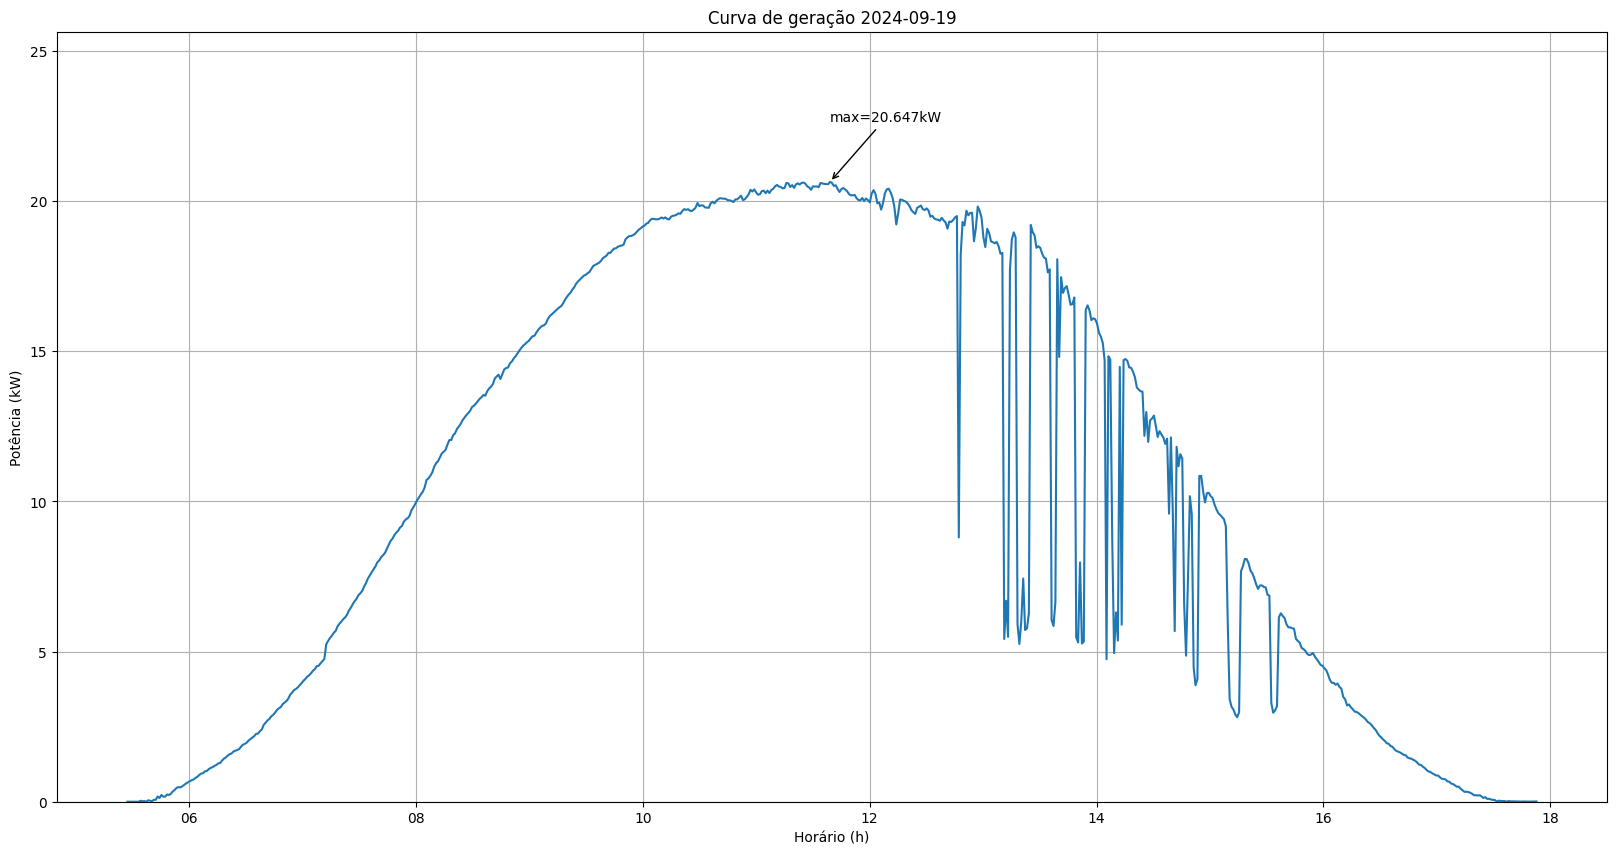 Curva de geração 2024-09-19
25
max=20.647kW
20
15
Potência (kW)
10
5
0
06 08 10 12 14 16 18
Horário (h)